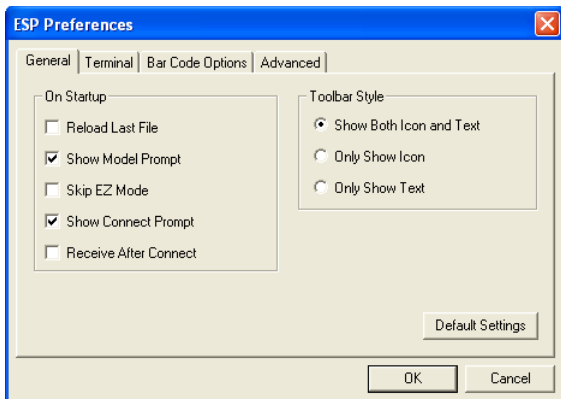 ESP Preferences
General
Terminal
Bar Code Options
Advanced
On Startup
Reload Last File
Show Model Prompt
Skip EZ Mode
Show Connect Prompt
Receive After Connect
Toolbar Style
Show Both Icon and Text
Only Show Icon
Only Show Text
Default Settings
OK
Cancel